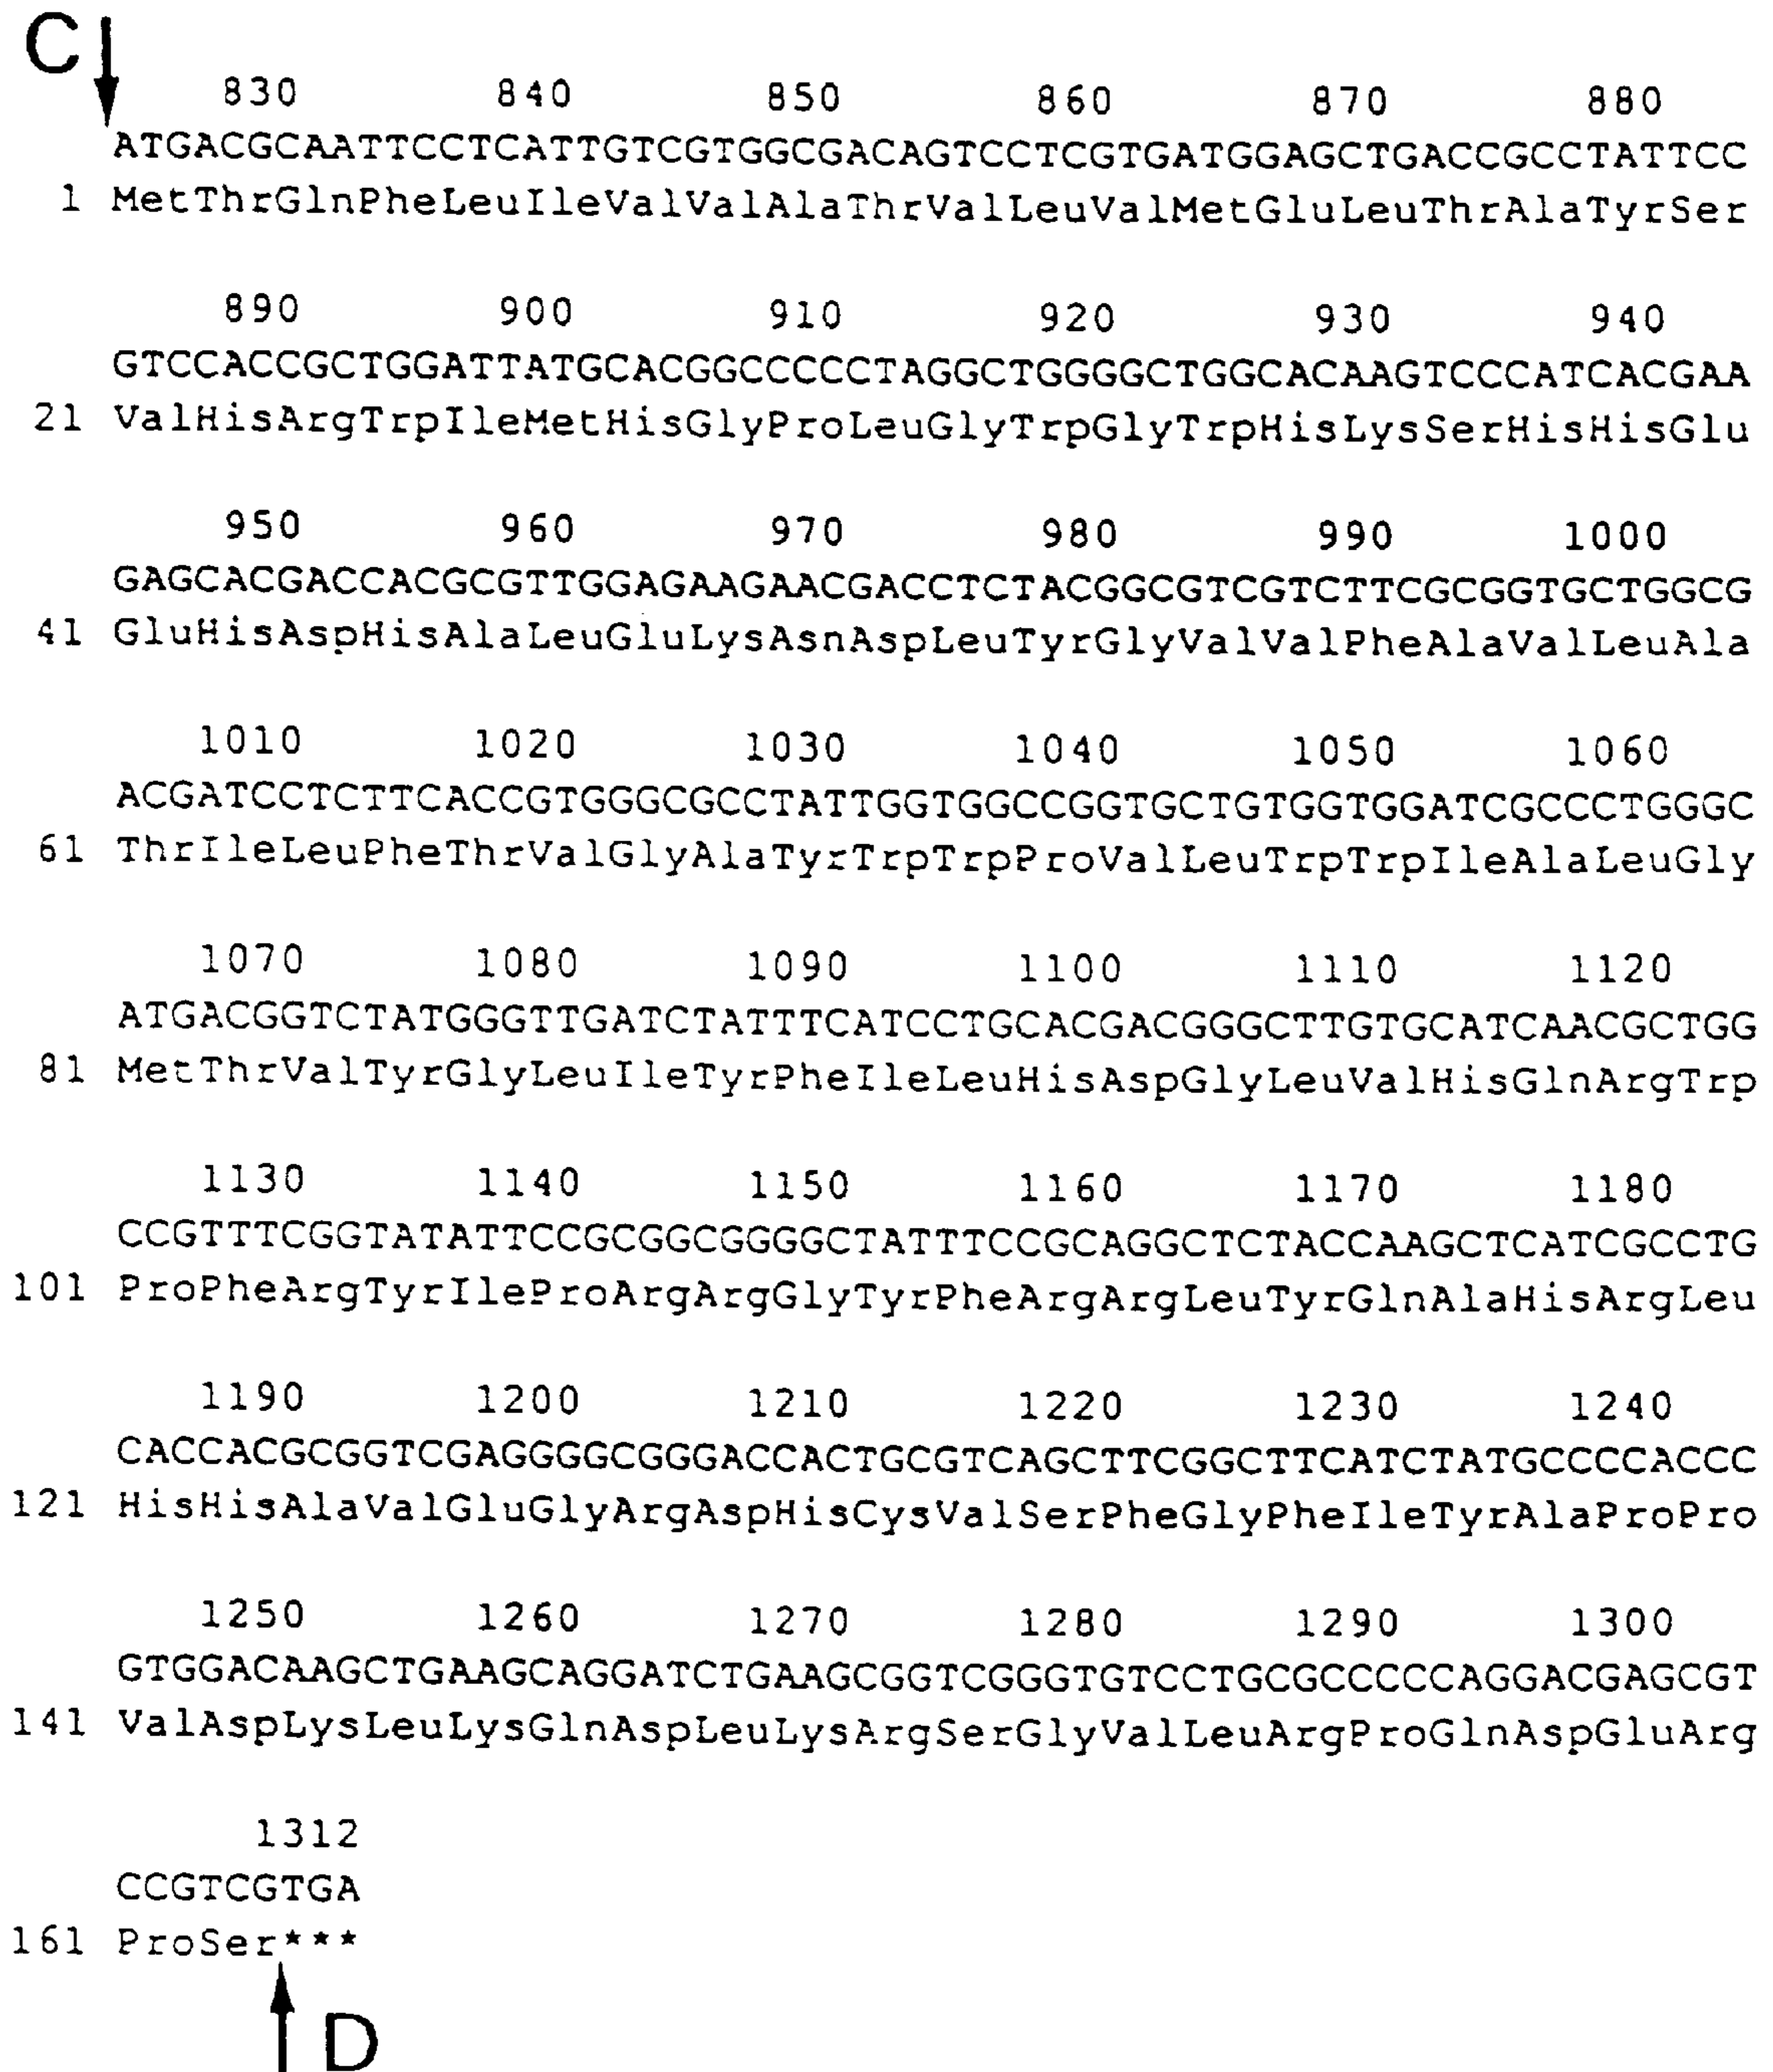 C
830 840 850 860 870 880
ATGACGCAATTCCTCATTGTCGTGGCGACAGTCCTCGTGATGGAGCTGACCGCCTATTCC
1 MetThrGlnPheLeuIleValValAlaThrValLeuValMetGluLeuThrAlaTyrSer
890 900 910 920 930 940
GTCCACCGCTGGATTATGCACGGCCCCCTAGGCTGGGGCTGGCACAAGTCCCATCACGAA
21 ValHisArgTrpIleMetHisGlyProLeuGlyTrpGlyTrpHisLysSerHisHisGlu
950 960 970 980 990 1000
GAGCACGACCACGCGTTGGAGAAGAACGACCTCTACGGCGTCGTCTTCGCGGTGCTGGCG
41 GluHisAspHisAlaLeuGluLysAsnAspLeuTyrGlyValValPheAlaValLeuAla
1010 1020 1030 1040 1050 1060
ACGATCCTCTTCACCGTGGGCGCCTATTGGTGGCCGGTGCTGTGGTGGATCGCCCTGGGC
61 ThrIleLeuPheThrValGlyAlaTyrTrpTrpProValLeuTrpTrpIleAlaLeuGly
1070 1080 1090 1100 1110 1120
ATGACGGTCTATGGGTTGATCTATTTCATCCTGCACGACGGGCTTGTGCATCAACGCTGG
81 MetThrValTyrGlyLeuIleTyrPheIleLeuHisAspGlyLeuValHisGlnArgTrp
1130 1140 1150 1160 1170 1180
CCGTTTCGGTATATTCCGCGGCGGGGCTATTTCCGCAGGCTCTACCAAGCTCATCGCCTG
101 ProPheArgTyrIleProArgArgGlyTyrPheArgArgLeuTyrGlnAlaHisArgLeu
1190 1200 1210 1220 1230 1240
CACCACGCGGTCGAGGGGCGGGACCACTGCGTCAGCTTCGGCTTCATCTATGCCCCACCC
121 HisHisAlaValGluGlyArgAspHisCysValSerPheGlyPheIleTyrAlaProPro
1250 1260 1270 1280 1290 1300
GTGGACAAGCTGAAGCAGGATCTGAAGCGGTCGGGTGTCCTGCGCCCCCAGGACGAGCGT
141 ValAspLysLeuLysGlnAspLeuLysArgSerGlyValLeuArgProGlnAspGluArg
1312
CCGTCGTGA
161 ProSer***
D